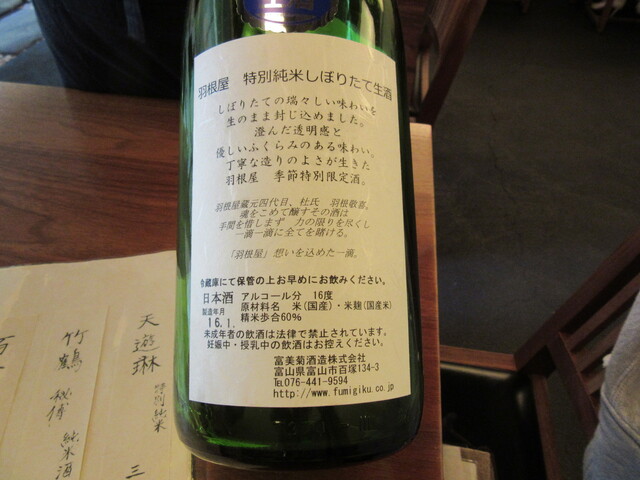 羽根屋 特別純米しぼりたて生酒
しぼりたての瑞々しい味わいを
生のまま封じ込めました。
澄んだ透明感と
優しいふくらみのある味わい。
丁寧な造りのよさが生きた
羽根屋 季節特別限定酒。
羽根屋蔵元四代目、杜氏 羽根敬喜。
魂をこめて醸すその酒は
手間を惜しまず 力の限りを尽くし
一滴一滴に全てを賭ける。
「羽根屋」想いを込めた一滴。
冷蔵庫にて保管の上お早めにお飲みください。
日本酒 アルコール分 16度
製造年月 原材料名 米(国産)・米麹(国産米)
16.1. 精米歩合60%
未成年者の飲酒は法律で禁止されています。
妊娠中・授乳中の飲酒はお控えください。
富美菊酒造株式会社
富山県富山市百塚134-3
℡076-441-9594
http://www.fumigiku.co.jp
天遊琳 特別純米 三
竹鶴 秘傳 純米酒